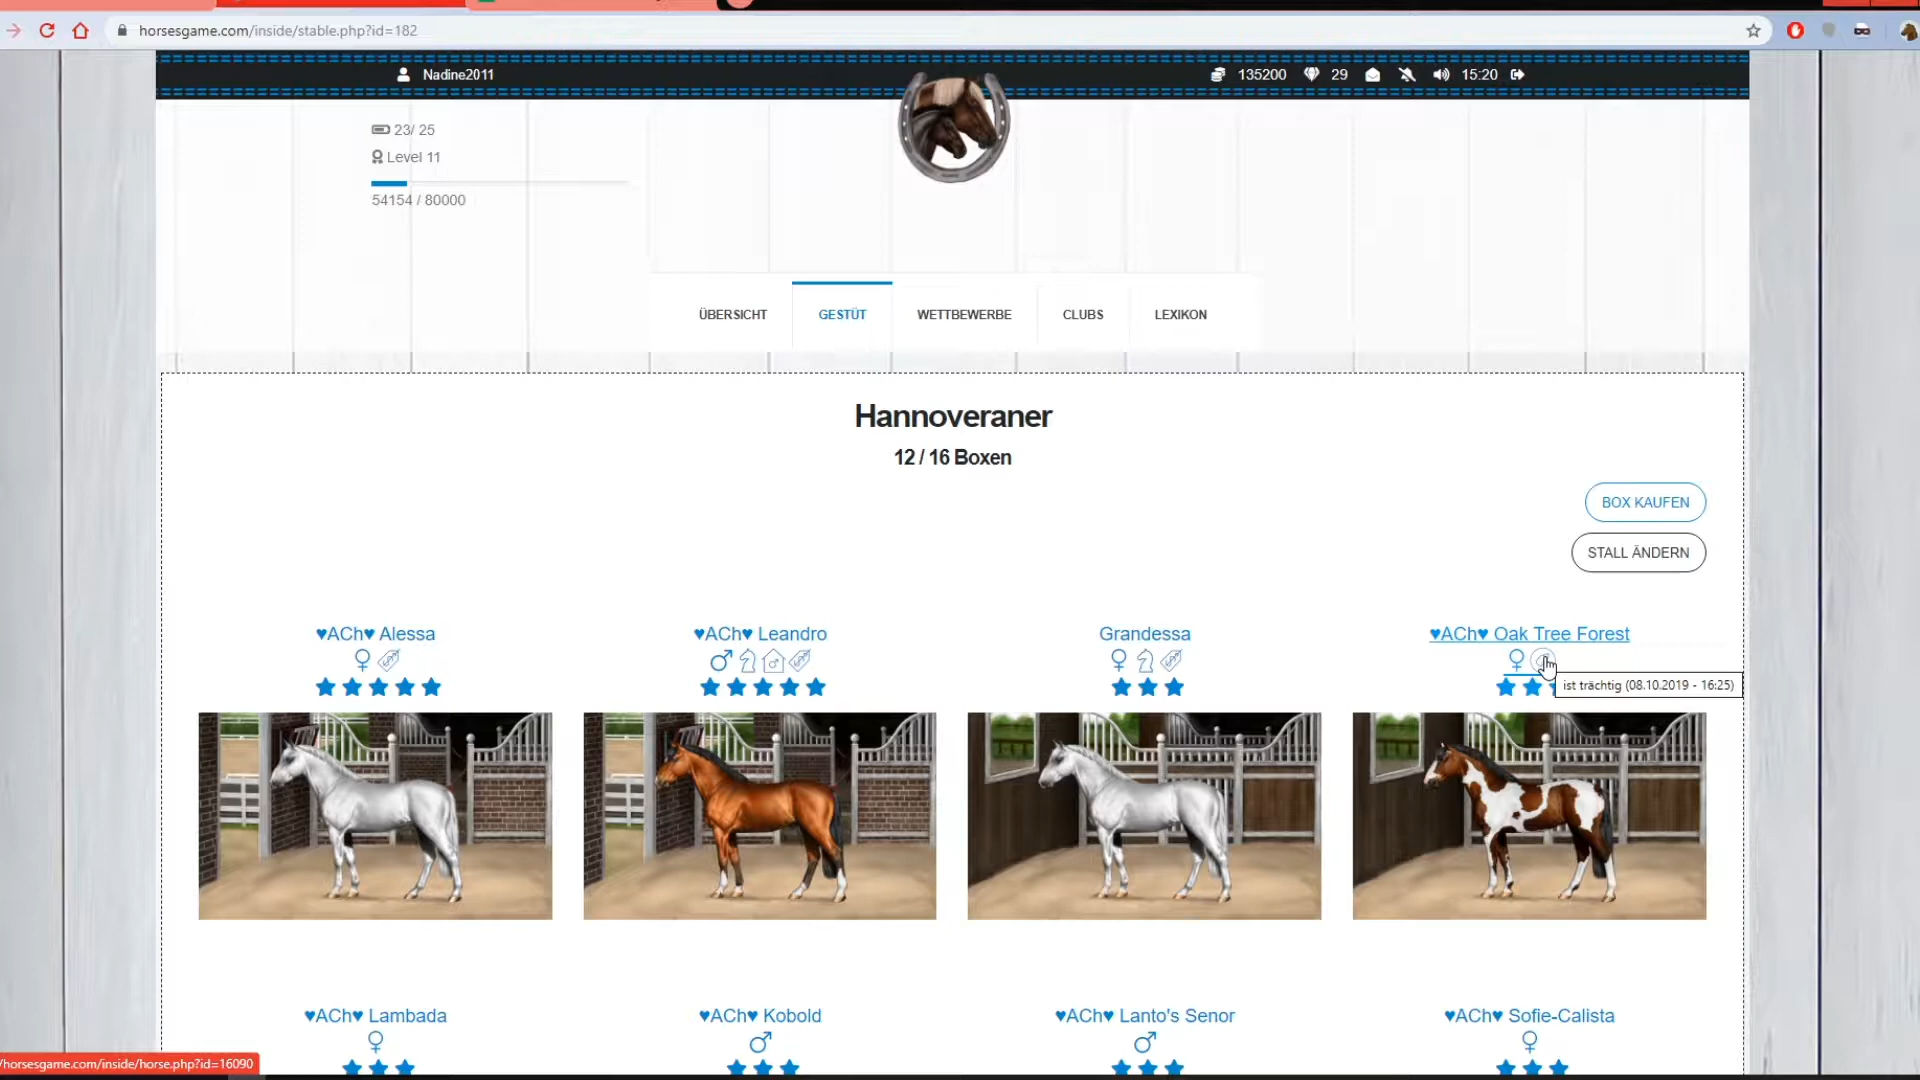 horsesgame.com/inside/stable.php?id=182
Nadine2011
135200
29
15:20
23/ 25
Level 11
54154 / 80000
ÜBERSICHT
GESTÜT
WETTBEWERBE
CLUBS
LEXIKON
Hannoveraner
12 / 16 Boxen
BOX KAUFEN
STALL ÄNDERN
♥ACh♥ Alessa
♥ACh♥ Leandro
Grandessa
♥ACh♥ Oak Tree Forest
ist trächtig (08.10.2019 - 16:25)
♥ACh♥ Lambada
♥ACh♥ Kobold
♥ACh♥ Lanto's Senor
♥ACh♥ Sofie-Calista
/horsesgame.com/inside/horse.php?id=16090